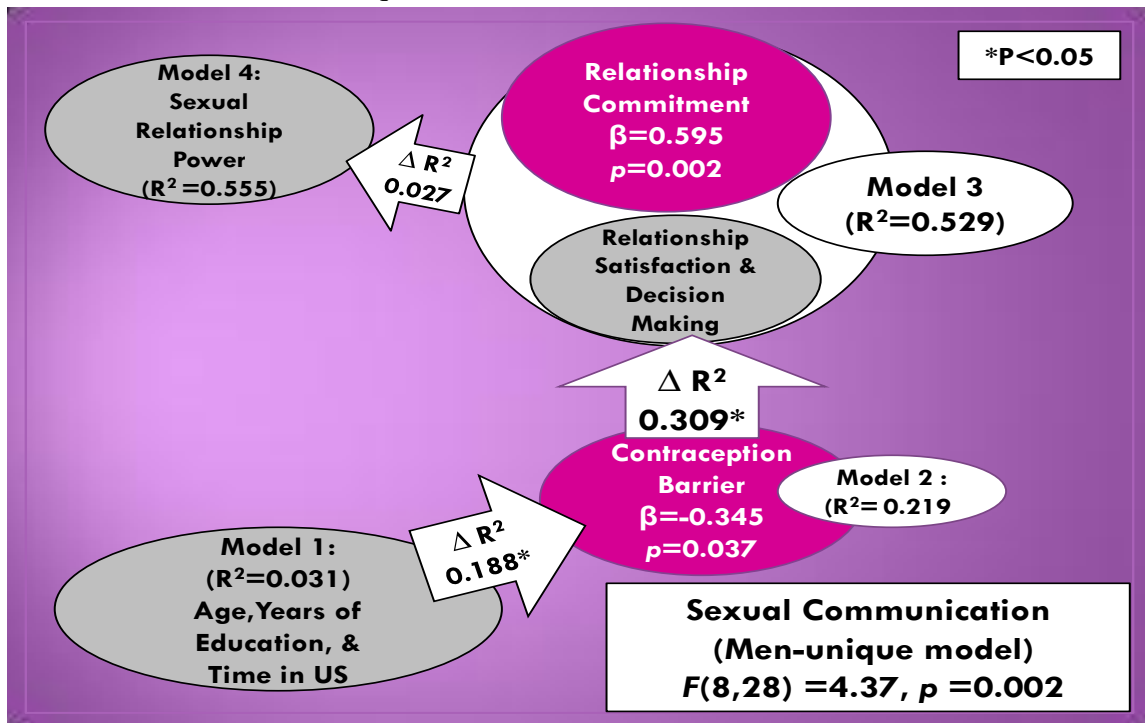 *P<0.05
Model 4:
Sexual
Relationship
Power
(R² =0.555)
Δ R²
0.027
Relationship
Commitment
β=0.595
p=0.002
Model 3
(R²=0.529)
Relationship
Satisfaction &
Decision
Making
Δ R²
0.309*
Contraception
Barrier
β=-0.345
p=0.037
Model 2 :
(R²= 0.219
Δ R²
0.188*
Model 1:
(R²=0.031)
Age, Years of
Education, &
Time in US
Sexual Communication
(Men-unique model)
F(8,28) =4.37, p =0.002